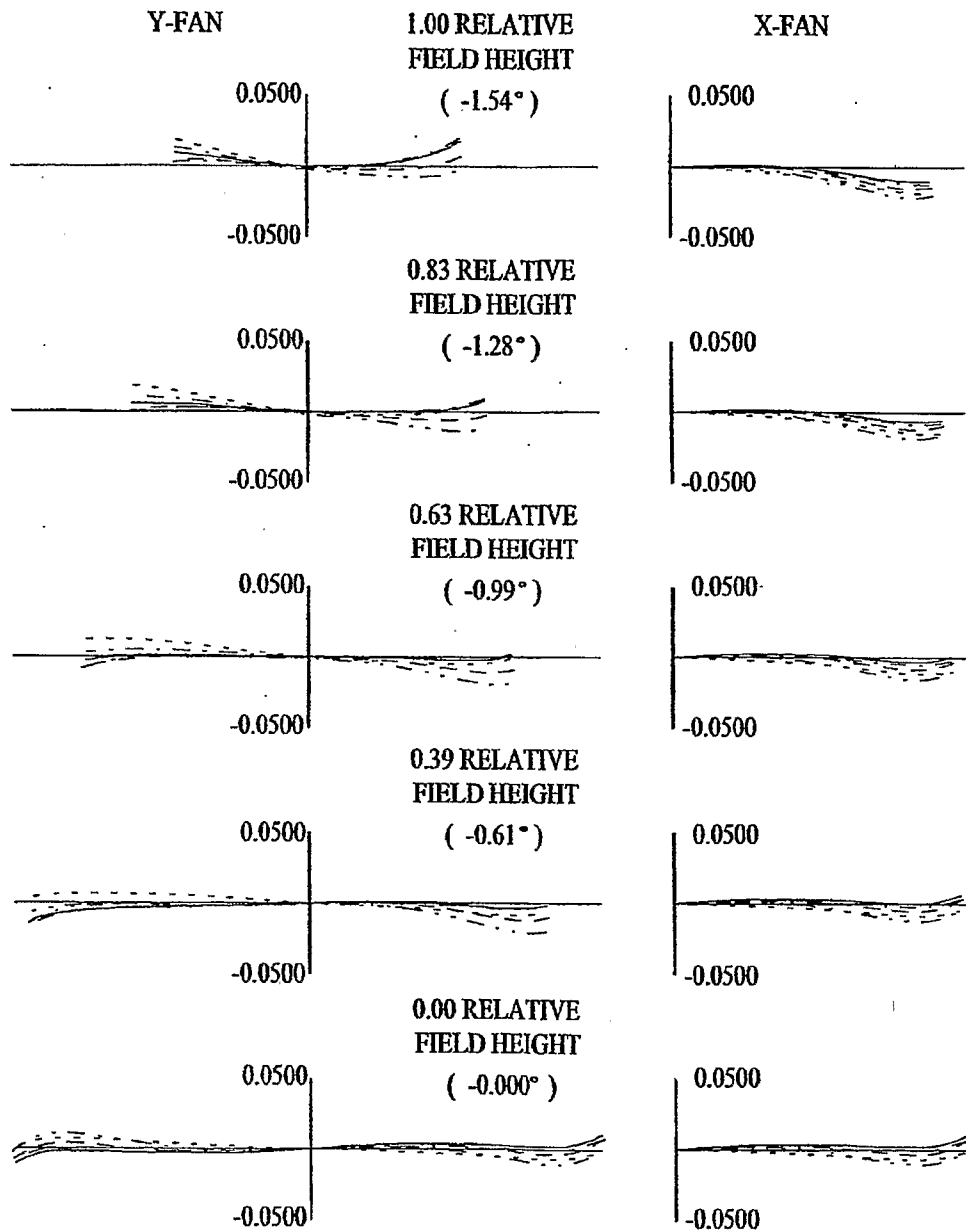 Y-FAN
1.00 RELATIVE
FIELD HEIGHT
( -1.54° )
X-FAN
0.0500
0.0500
-0.0500
-0.0500
0.83 RELATIVE
FIELD HEIGHT
( -1.28° )
0.0500
0.0500
-0.0500
-0.0500
0.63 RELATIVE
FIELD HEIGHT
( -0.99° )
0.0500
0.0500
-0.0500
-0.0500
0.39 RELATIVE
FIELD HEIGHT
( -0.61° )
0.0500
0.0500
-0.0500
-0.0500
0.00 RELATIVE
FIELD HEIGHT
( -0.000° )
0.0500
0.0500
-0.0500
-0.0500